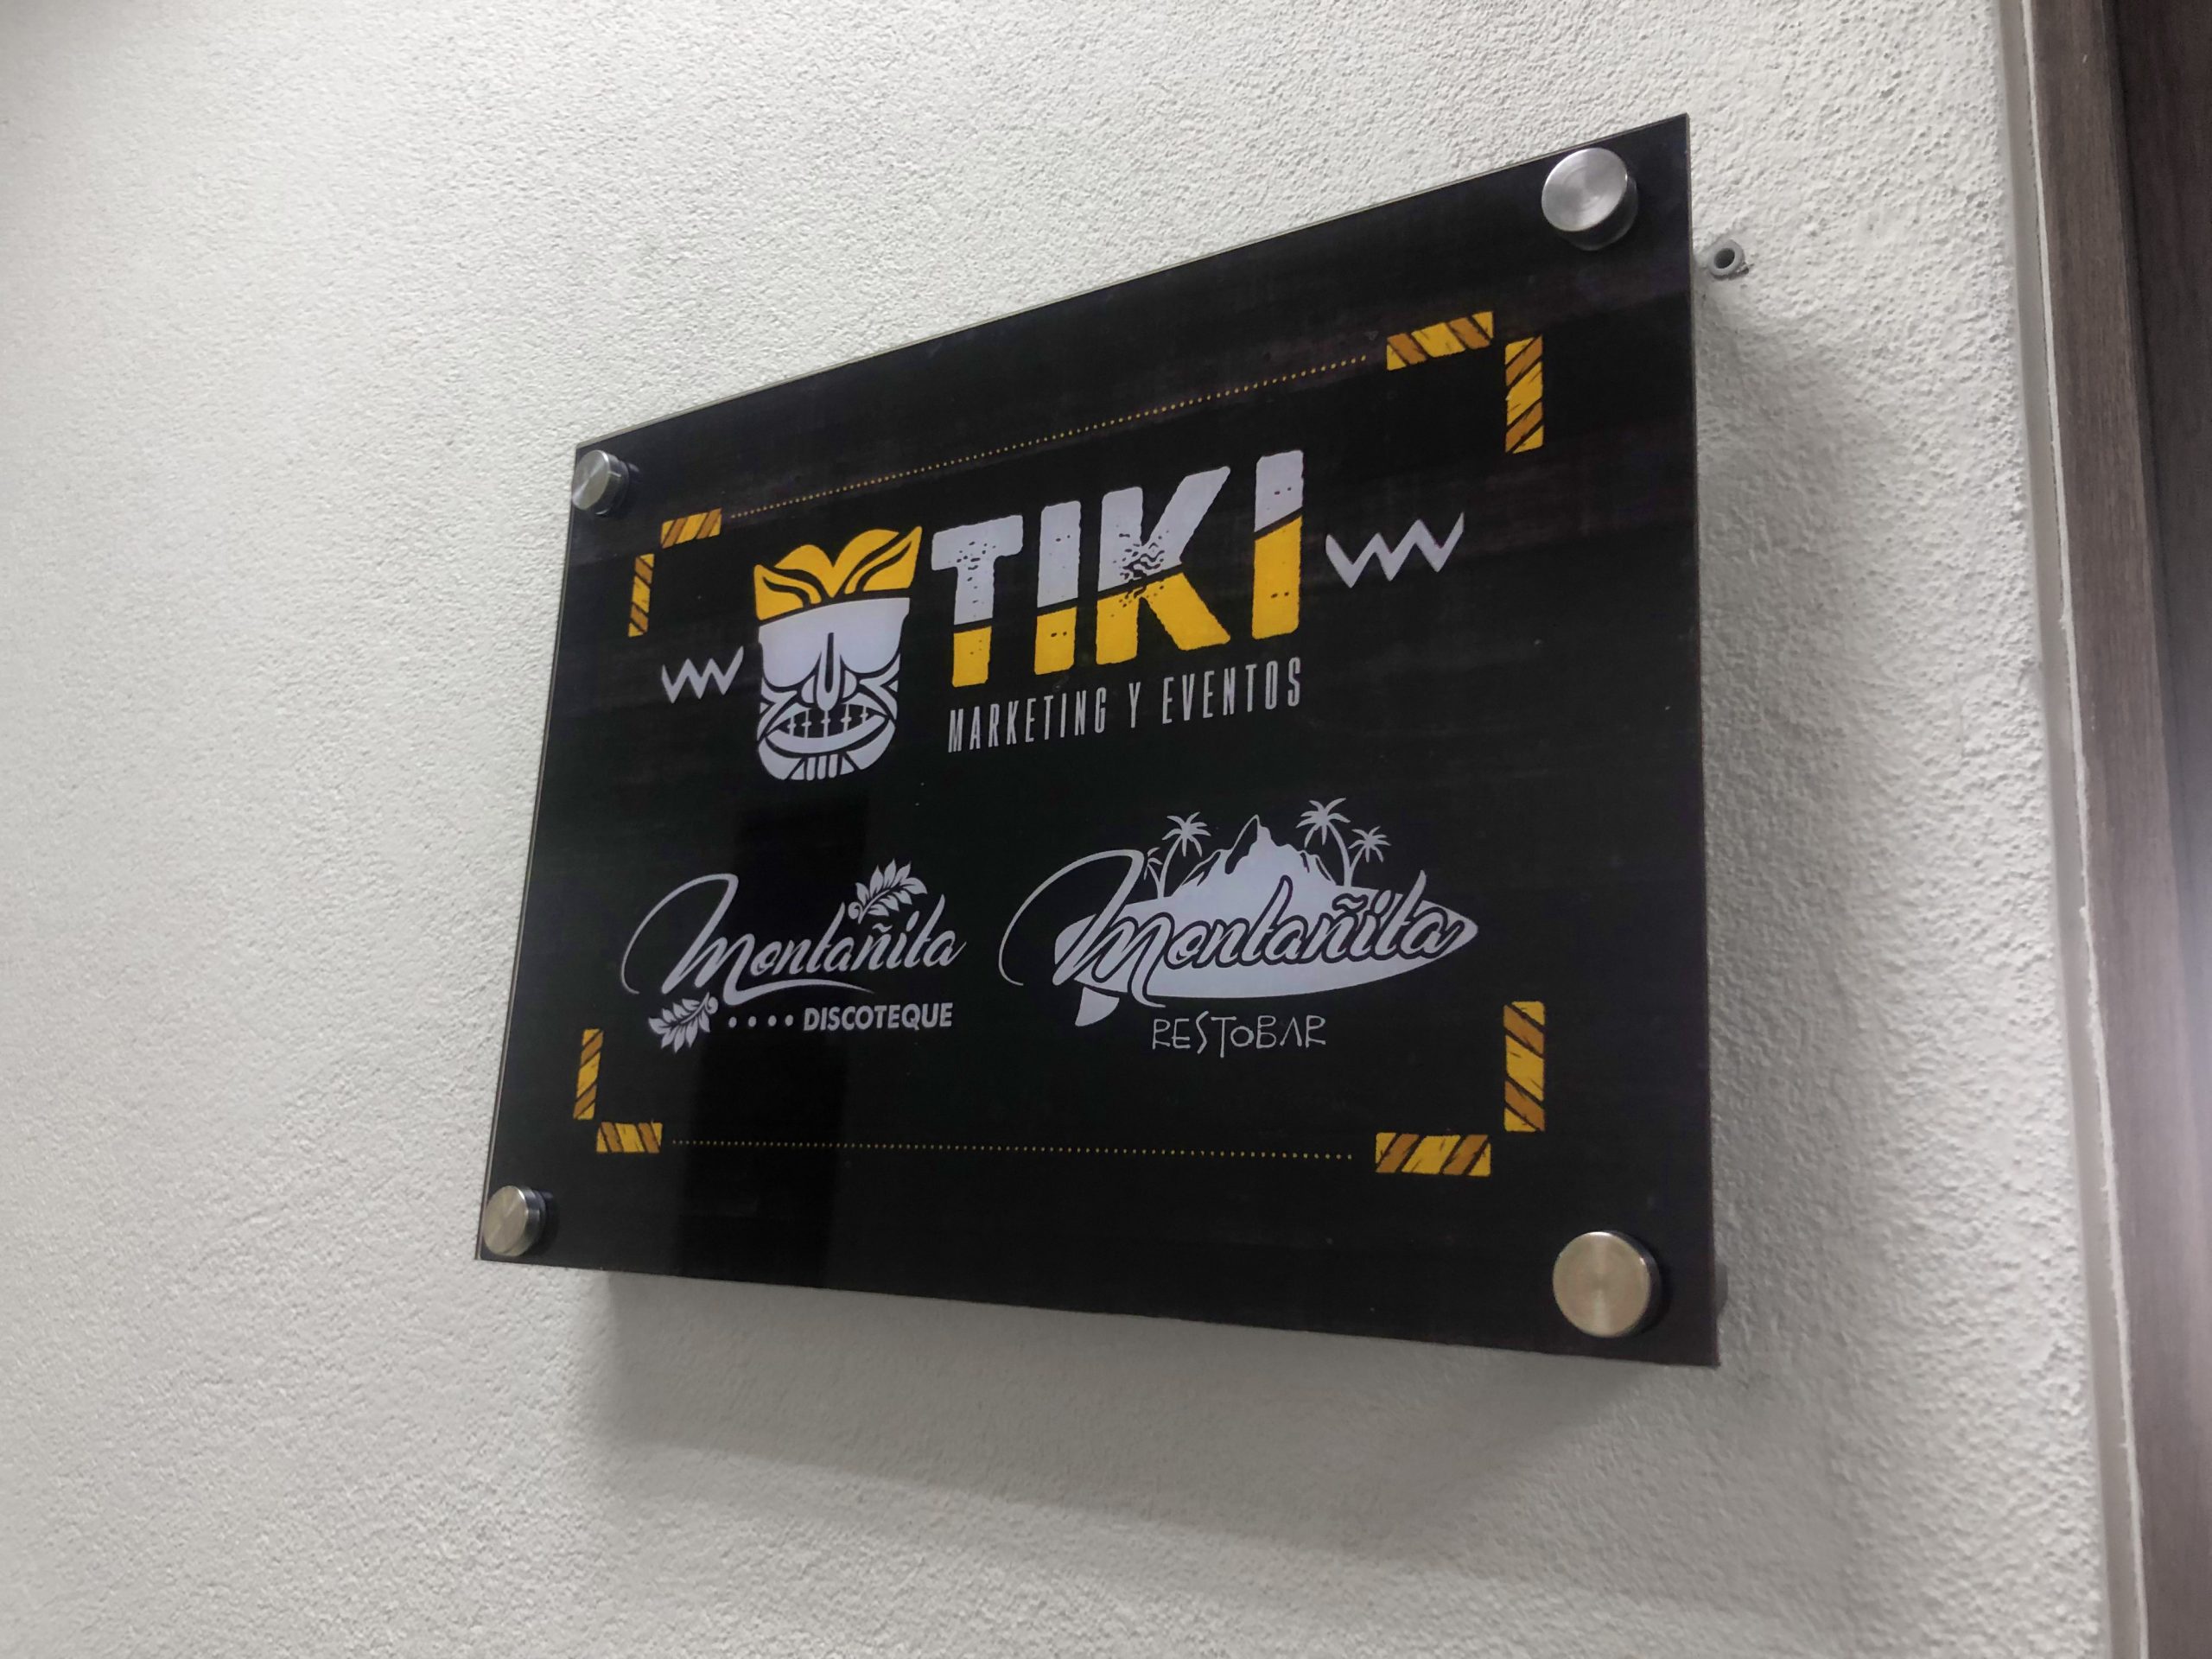 TIKI
MARKETING Y EVENTOS
Montañita
DISCOTEQUE
Montañita
RESTOBAR